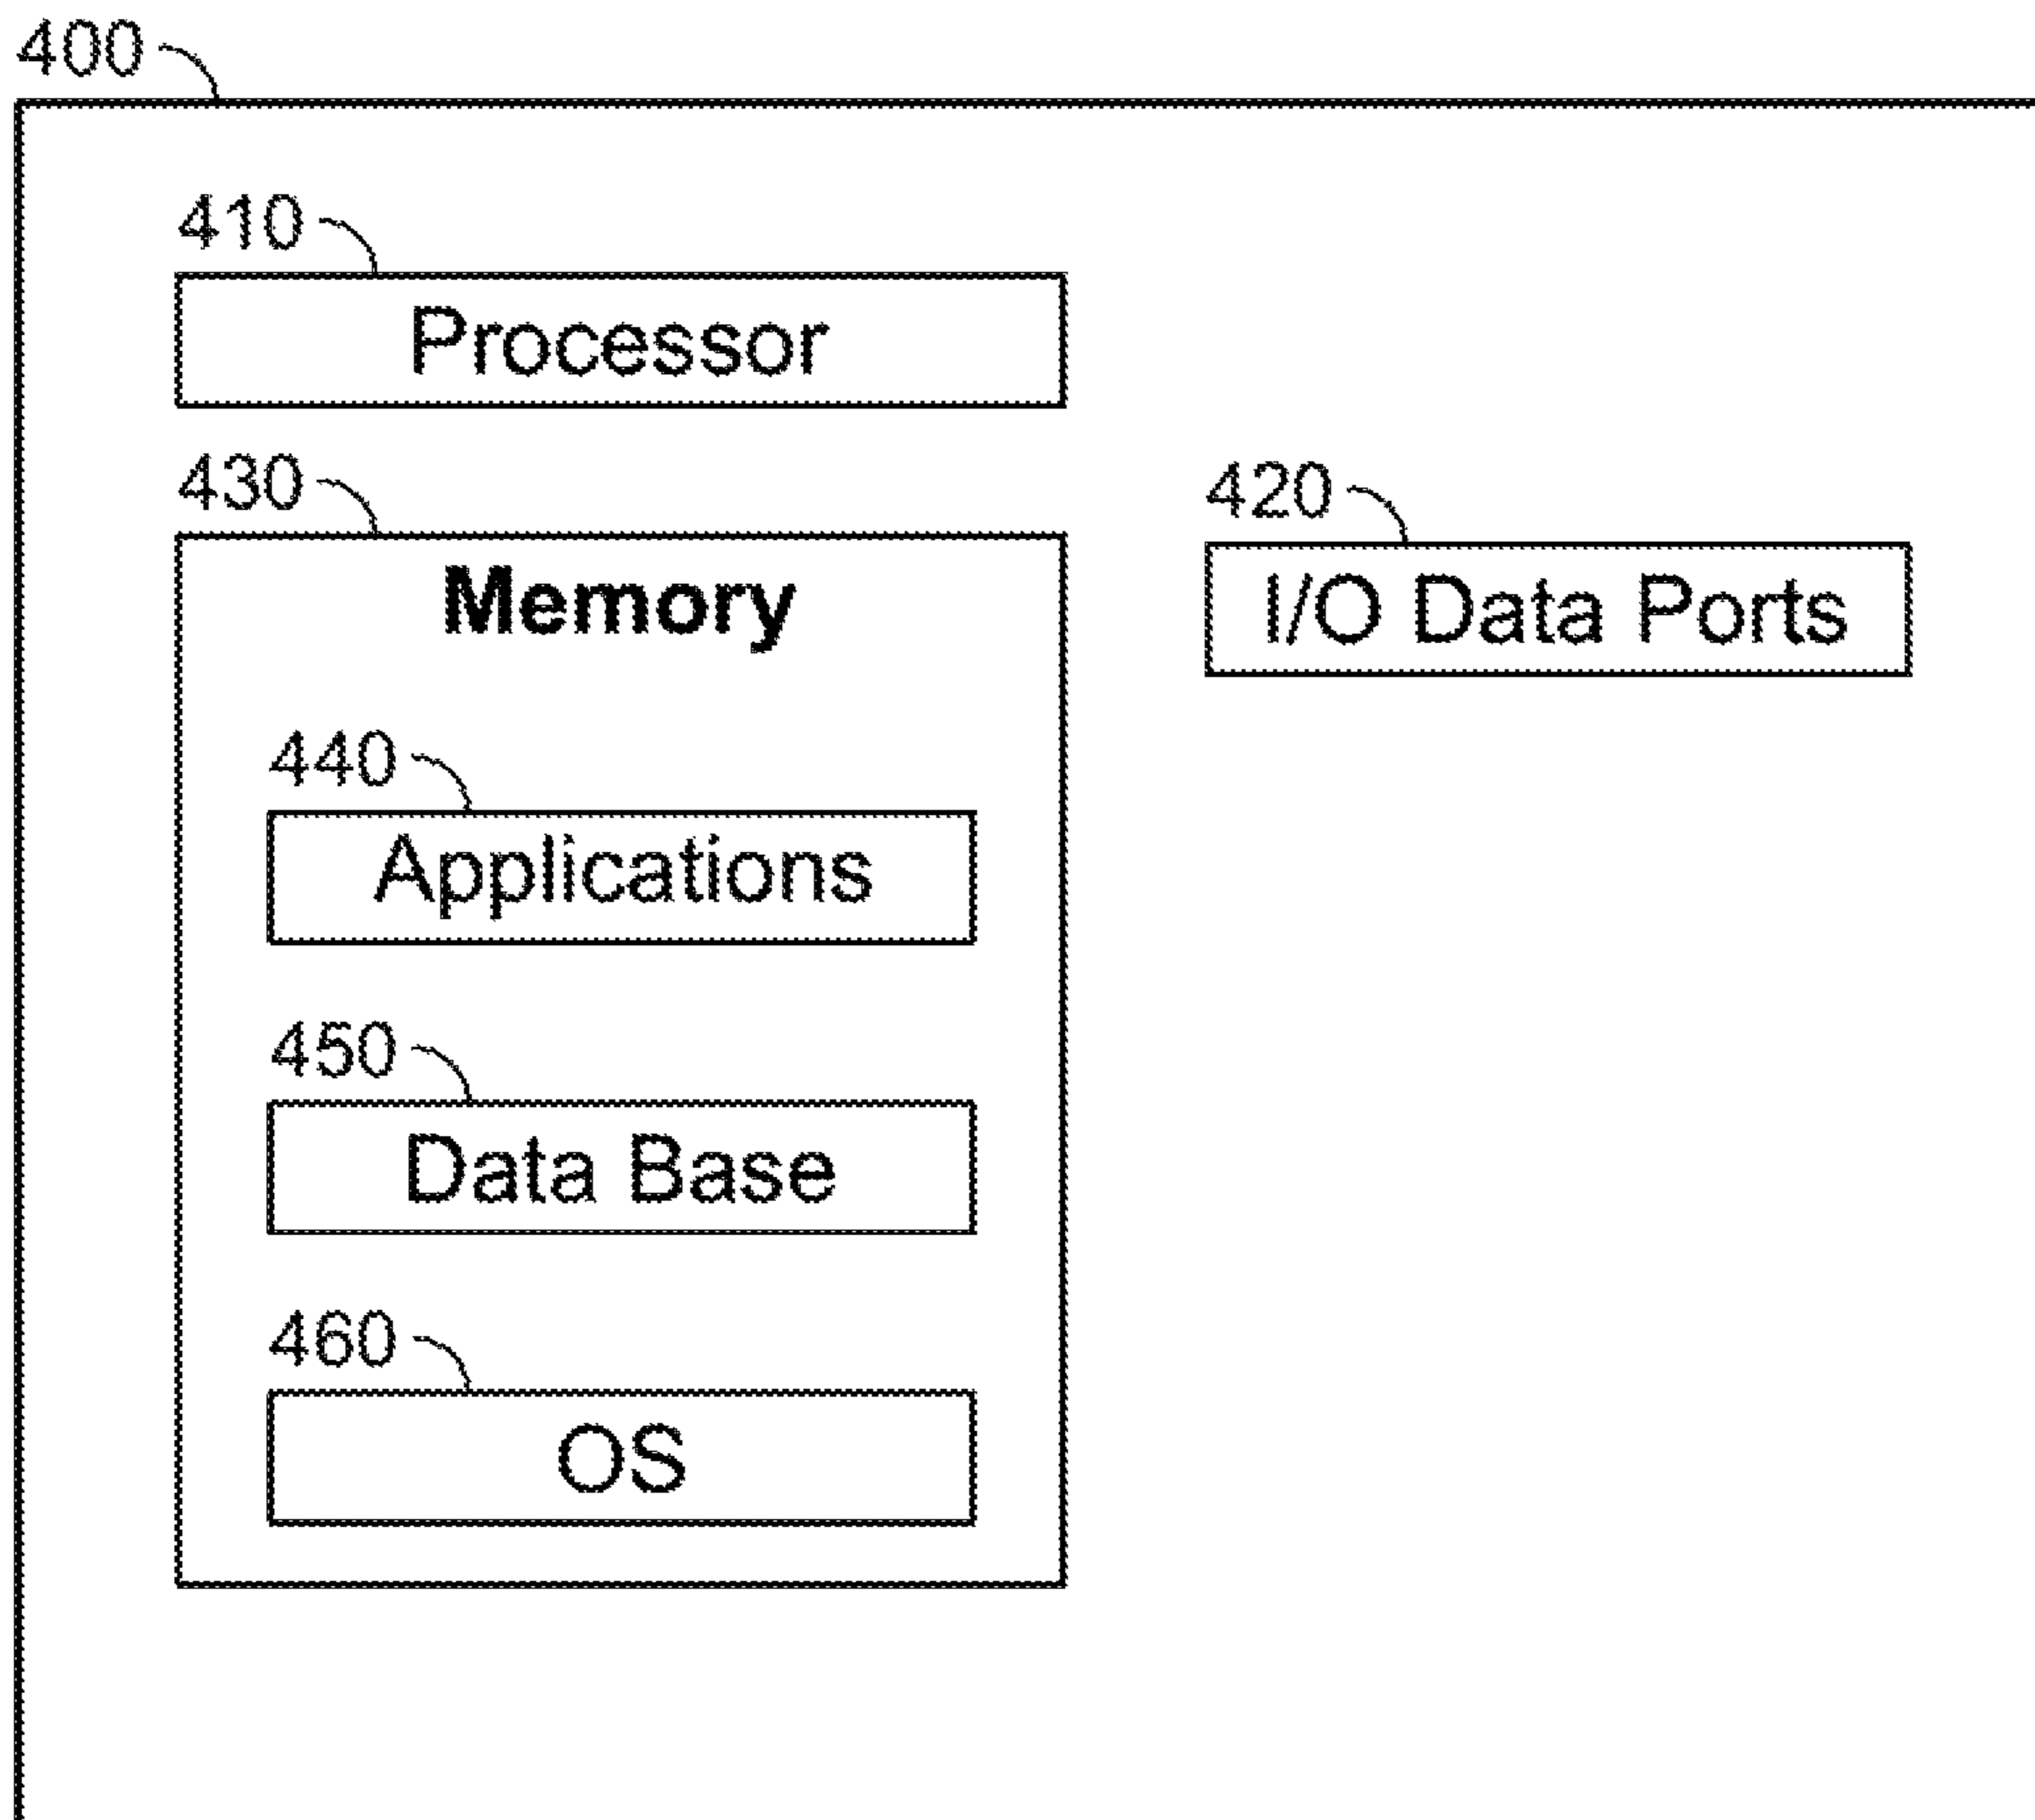 400
410
Processor
430
Memory
420
I/O Data Ports
440
Applications
450
Data Base
460
OS